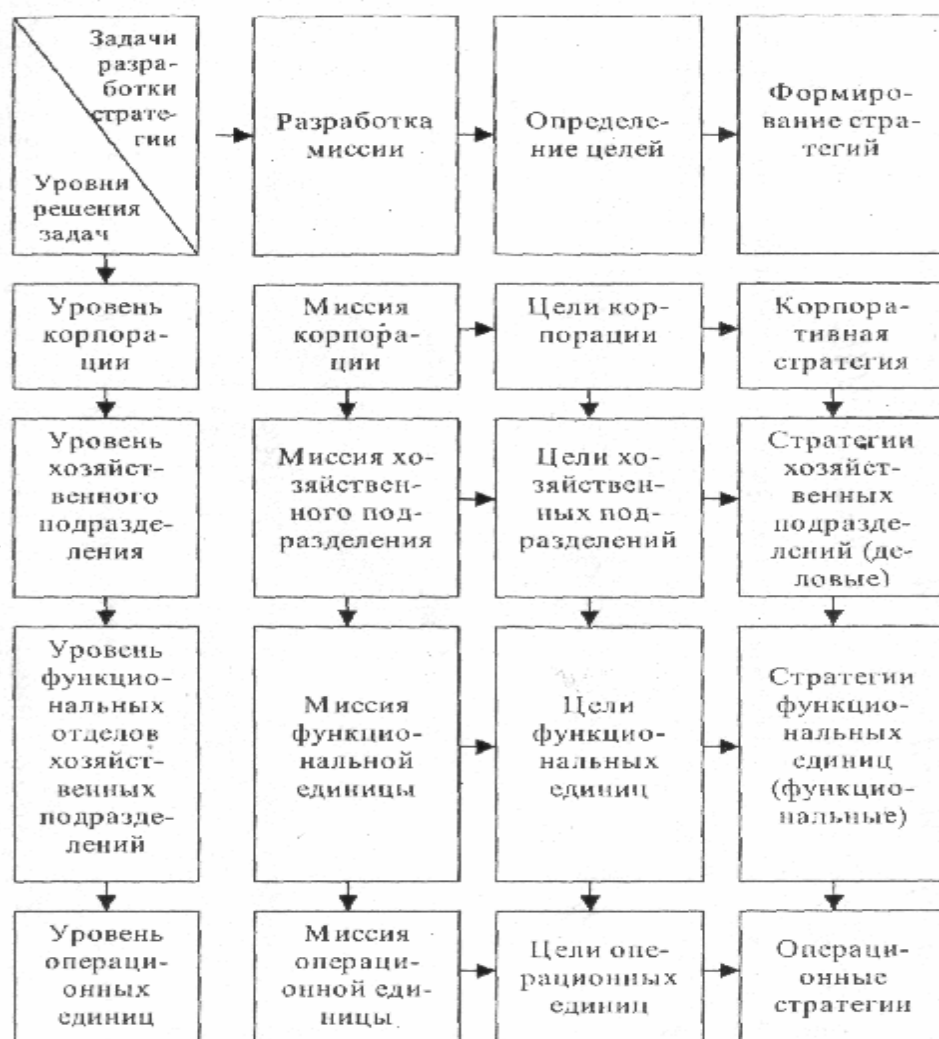 Задачи
разра-
ботки
страте-
гии
Уровни
решения
задач
Разработка
миссии
Определе-
ние целей
Формиро-
вание стра-
тегий
Уровень
корпора-
ции
Миссия
корпора-
ции
Цели кор-
порации
Корпора-
тивная
стратегия
Уровень
хозяйст-
венного
подразде-
ления
Миссия хо-
зяйствен-
ного под-
разделения
Цели хо-
зяйствен-
ных под-
разделений
Стратегии
хозяйст-
венных
подразде-
лений (де-
ловые)
Уровень
функцио-
нальных
отделов
хозяйст-
венных
подразде-
лений
Миссия
функцио-
нальной
единицы
Цели
функцио-
нальных
единиц
Стратегии
функцио-
нальных
единиц
(функцио-
нальные)
Уровень
операци-
онных
единиц
Миссия
операци-
онной еди-
ницы
Цели опе-
рационных
единиц
Операци-
онные
стратегии